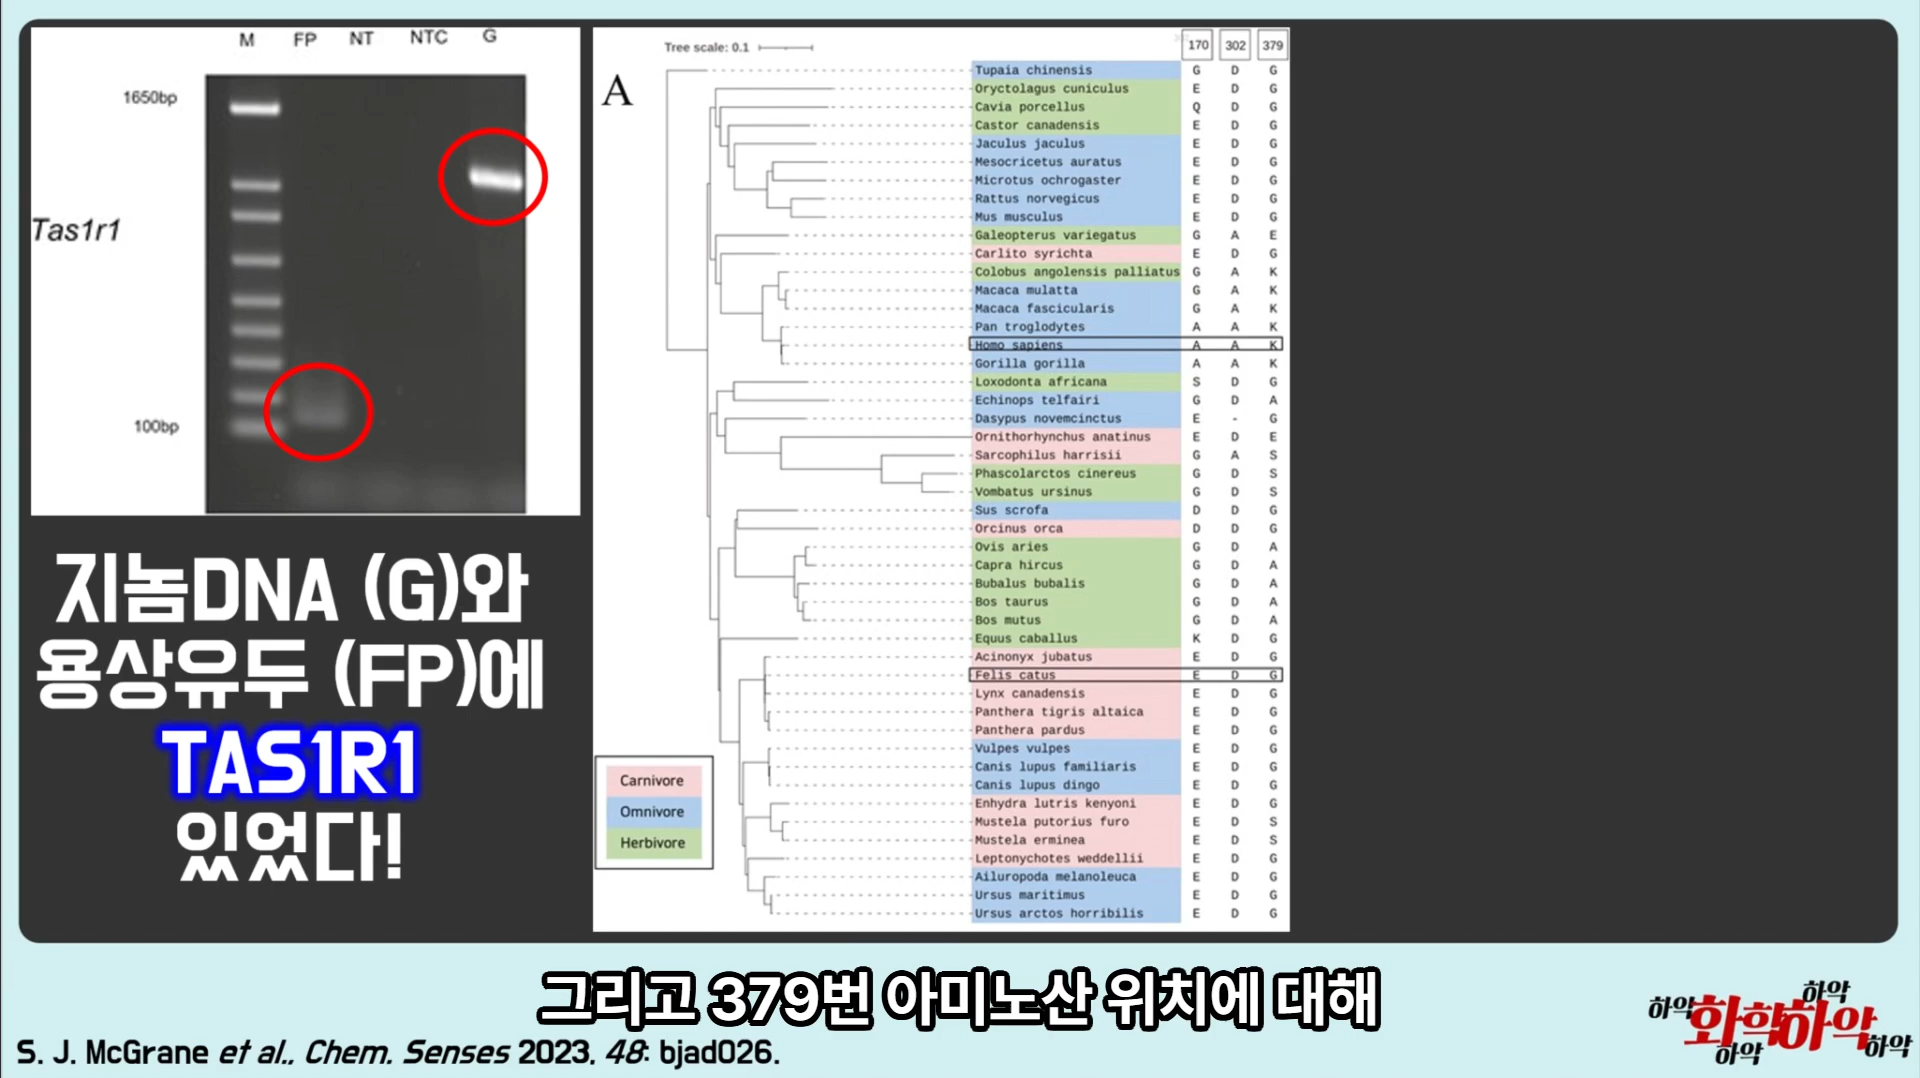 M FP NT NTC G
1650bp
Tas1r1
100bp
지놈DNA (G)와
용상유두 (FP)에
TAS1R1
있었다!
Tree scale: 0.1
170 302 379
A
Tupaia chinensis G D G
Oryctolagus cuniculus E D G
Cavia porcellus Q D G
Castor canadensis E D G
Jaculus jaculus E D G
Mesocricetus auratus E D G
Microtus ochrogaster E D G
Rattus norvegicus E D G
Mus musculus E D G
Galeopterus variegatus G A E
Carlito syrichta E D G
Colobus angolensis palliatus G A K
Macaca mulatta G A K
Macaca fascicularis G A K
Pan troglodytes A A K
Homo sapiens A A K
Gorilla gorilla A A K
Loxodonta africana S D G
Echinops telfairi G D A
Dasypus novemcinctus E - G
Ornithorhynchus anatinus E D E
Sarcophilus harrisii G A S
Phascolarctos cinereus G D S
Vombatus ursinus G D S
Sus scrofa D D G
Orcinus orca D D G
Ovis aries G D A
Capra hircus G D A
Bubalus bubalis G D A
Bos taurus G D A
Bos mutus G D A
Equus caballus K D G
Acinonyx jubatus E D G
Felis catus E D G
Lynx canadensis E D G
Panthera tigris altaica E D G
Panthera pardus E D G
Vulpes vulpes E D G
Canis lupus familiaris E D G
Canis lupus dingo E D G
Enhydra lutris kenyoni E D G
Mustela putorius furo E D S
Mustela erminea E D S
Leptonychotes weddellii E D G
Ailuropoda melanoleuca E D G
Ursus maritimus E D G
Ursus arctos horribilis E D G
Carnivore
Omnivore
Herbivore
그리고 379번 아미노산 위치에 대해
S. J. McGrane et al., Chem. Senses 2023, 48: bjad026.
하악
하악
화학하악
하악
하악